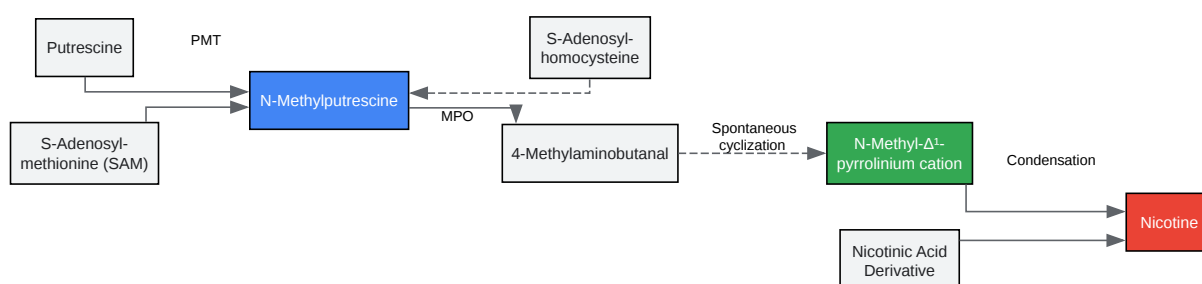 Putrescine
PMT
S-Adenosyl-
homocysteine
N-Methylputrescine
MPO
S-Adenosyl-
methionine (SAM)
4-Methylaminobutanal
Spontaneous
cyclization
N-Methyl-Δ¹-
pyrrolinium cation
Condensation
Nicotine
Nicotinic Acid
Derivative